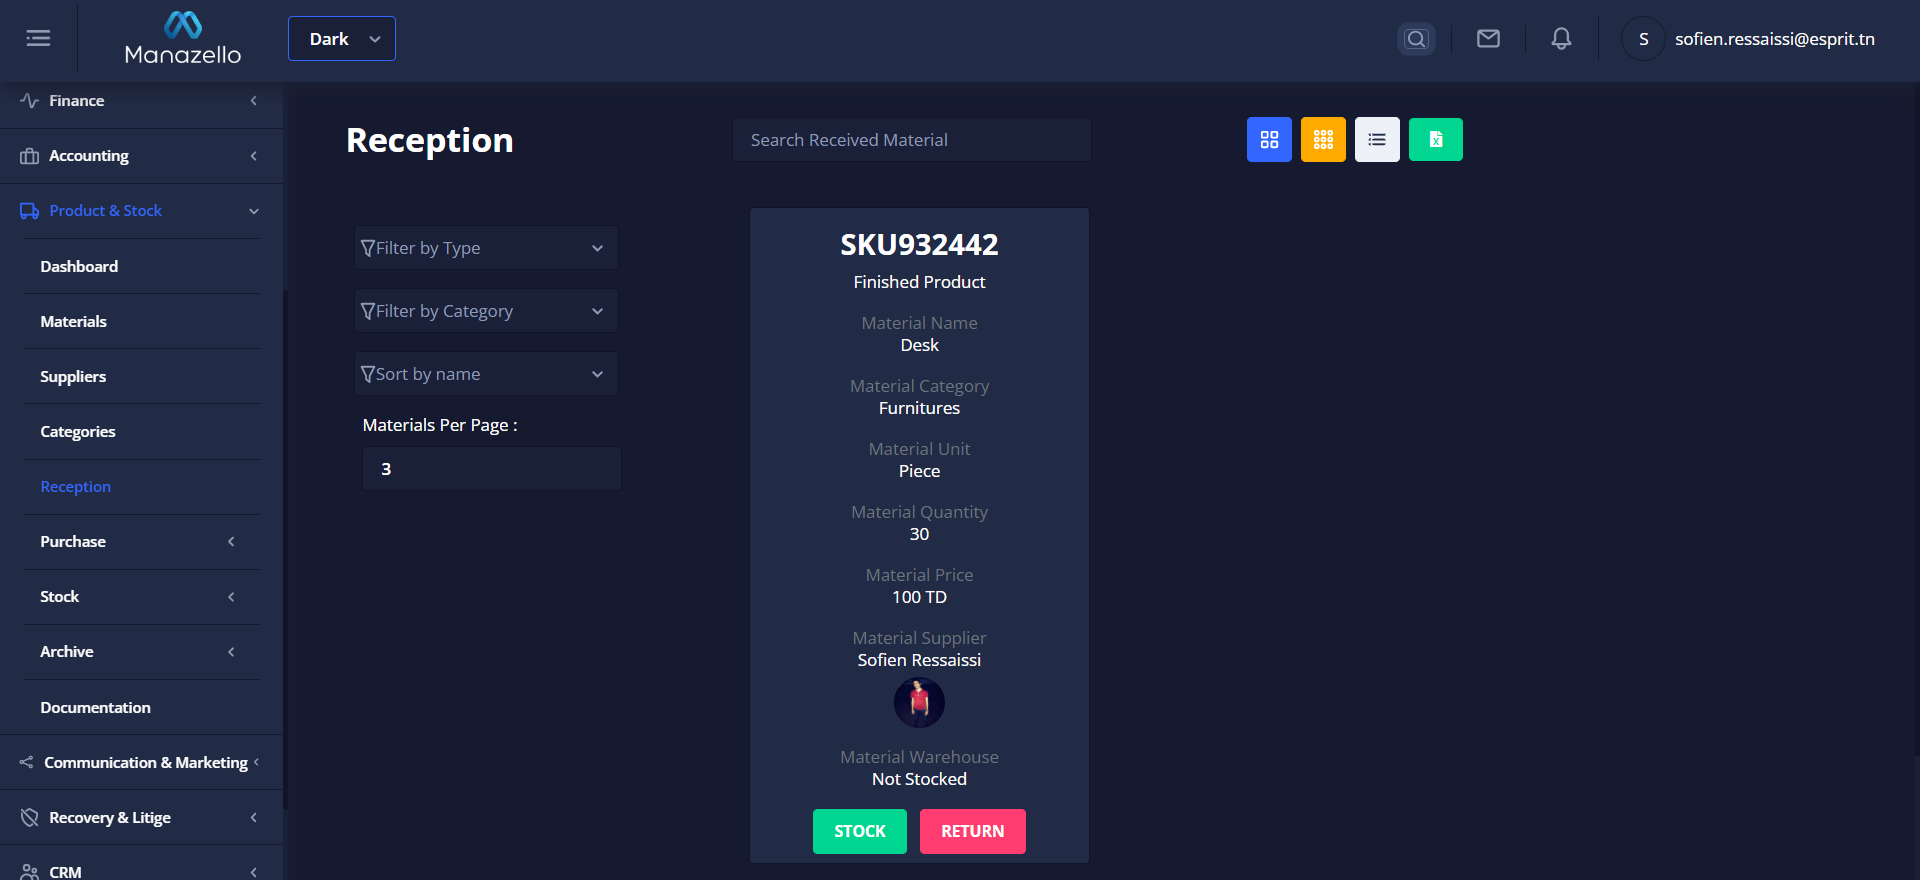 Manazello
Dark
S
sofien.ressaissi@esprit.tn
Finance
Accounting
Product & Stock
Dashboard
Materials
Suppliers
Categories
Reception
Purchase
Stock
Archive
Documentation
Communication & Marketing
Recovery & Litige
CRM
Reception
Search Received Material
X
Filter by Type
Filter by Category
Sort by name
Materials Per Page :
3
SKU932442
Finished Product
Material Name
Desk
Material Category
Furnitures
Material Unit
Piece
Material Quantity
30
Material Price
100 TD
Material Supplier
Sofien Ressaissi
Material Warehouse
Not Stocked
STOCK
RETURN